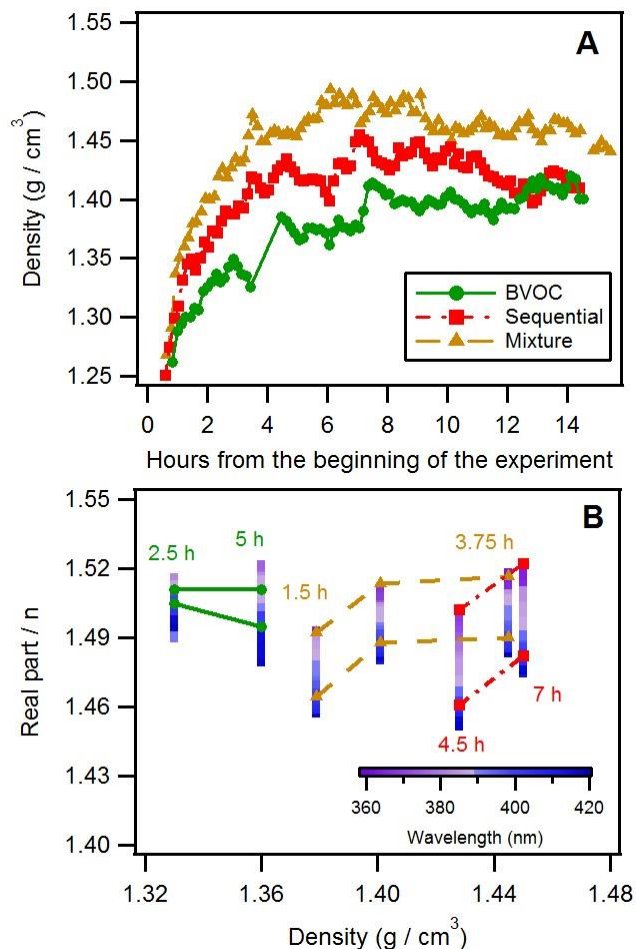 A
1.55
1.50
1.45
1.40
1.35
1.30
1.25
Density (g / cm³)
BVOC
Sequential
Mixture
0 2 4 6 8 10 12 14
Hours from the beginning of the experiment
B
1.55
1.52
1.49
1.46
1.43
1.40
Real part / n
2.5 h
5 h
1.5 h
3.75 h
7 h
4.5 h
360 380 400 420
Wavelength (nm)
1.32 1.36 1.40 1.44 1.48
Density (g / cm³)